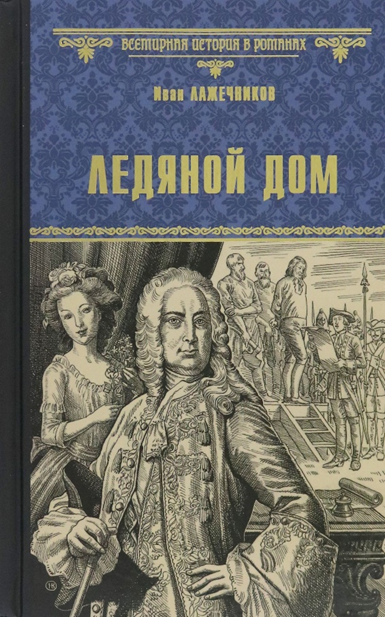 ВСЕМИРНАЯ ИСТОРИЯ В РОМАНАХ
Иван ЛАЖЕЧНИКОВ
ЛЕДЯНОЙ ДОМ